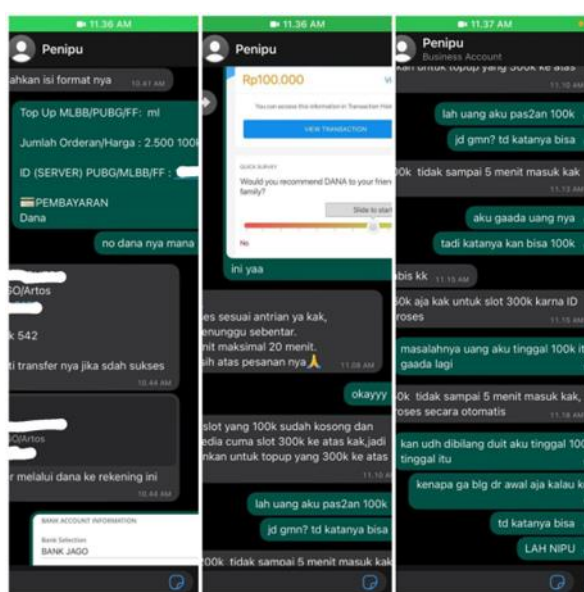 11.36 AM
Penipu
ahkan isi format nya
10.41 AM
Top Up MLBB/PUBG/FF: ml
Jumlah Orderan/Harga : 2.500 100k
ID (SERVER) PUBG/MLBB/FF :
PEMBAYARAN
Dana
no dana nya mana
GO/Artos
k 542
ti transfer nya jika sdah sukses
10.44 AM
GO/Artos
r melalui dana ke rekening ini
10.44 AM
BANK ACCOUNT INFORMATION
Bank Selection
BANK JAGO
11.36 AM
Penipu
Rp100.000
You can access this information in Transaction
VIEW TRANSACTION
QUICK SURVEY
Would you recommend DANA to your frien
family?
Slide to start
No
ini yaa
es sesuai antrian ya kak,
enunggu sebentar.
nit maksimal 20 menit.
sih atas pesanan nya🙏
11.08 AM
okayyy
slot yang 100k sudah kosong dan
edia cuma slot 300k ke atas kak,jadi
nkan untuk topup yang 300k ke atas
lah uang aku pas2an 100k
jd gmn? td katanya bisa
200k tidak sampai 5 menit masuk kak
11.37 AM
Penipu
Business Account
kan untuk topup yang 300k ke atas
11.10 AM
lah uang aku pas2an 100k
jd gmn? td katanya bisa
00k tidak sampai 5 menit masuk kak
11.13 AM
aku gaada uang nya
tadi katanya kan bisa 100k
abis kk
11.15 AM
50k aja kak untuk slot 300k karna ID
roses
11.15 AM
masalahnya uang aku tinggal 100k it
gaada lagi
0k tidak sampai 5 menit masuk kak,
roses secara otomatis
11.18 AM
kan udh dibilang duit aku tinggal 100
tinggal itu
kenapa ga blg dr awal aja kalau k
td katanya bisa
LAH NIPU